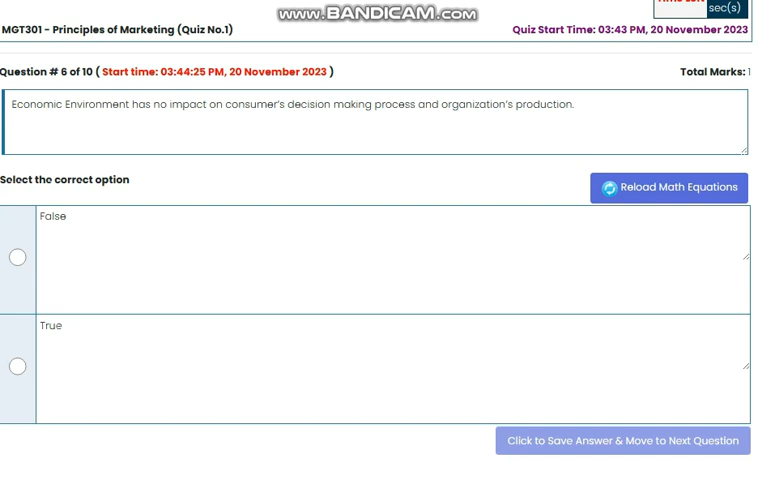 www.BANDICAM.com
sec(s)
MGT301 - Principles of Marketing (Quiz No.1)
Quiz Start Time: 03:43 PM, 20 November 2023
Question # 6 of 10 ( Start time: 03:44:25 PM, 20 November 2023 )
Total Marks: 1
Economic Environment has no impact on consumer's decision making process and organization's production.
Select the correct option
Reload Math Equations
False
True
Click to Save Answer & Move to Next Question